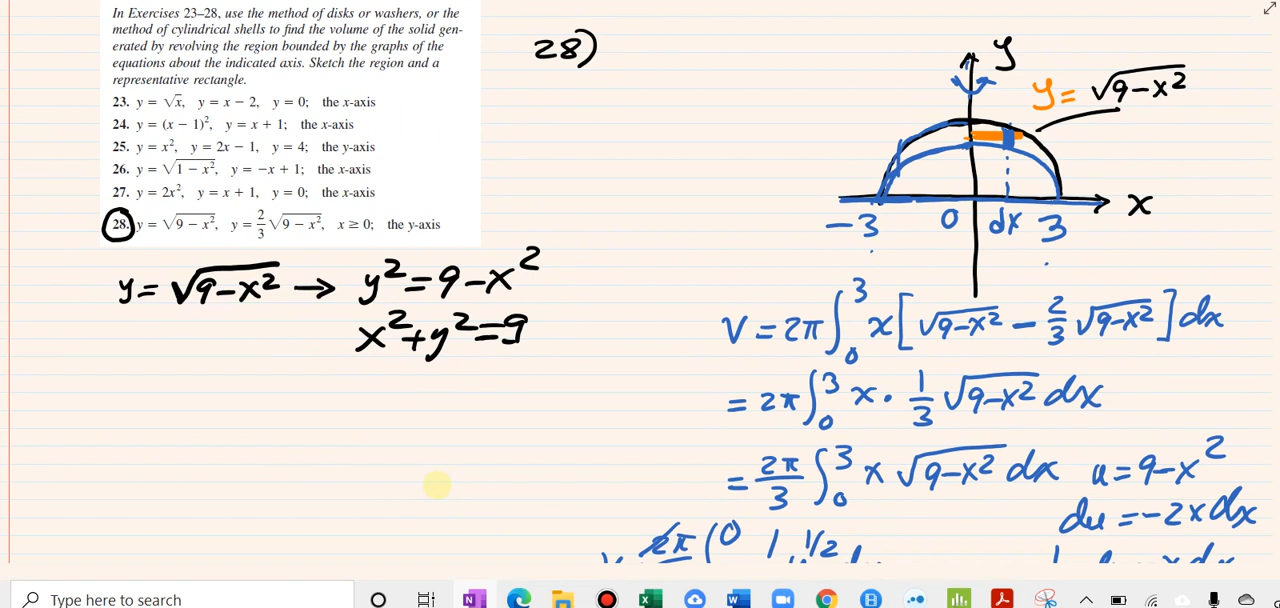 In Exercises 23–28, use the method of disks or washers, or the
method of cylindrical shells to find the volume of the solid gen-
erated by revolving the region bounded by the graphs of the
equations about the indicated axis. Sketch the region and a
representative rectangle.
23. y = √x, y = x − 2, y = 0; the x-axis
24. y = (x − 1)², y = x + 1; the x-axis
25. y = x², y = 2x − 1, y = 4; the y-axis
26. y = √(1 − x²), y = −x + 1; the x-axis
27. y = 2x², y = x + 1, y = 0; the x-axis
28. y = √(9 − x²), y = 2/3 √(9 − x²), x ≥ 0; the y-axis
y = √(9−x²) → y² = 9−x²
x²+y²=9
28)
y
y = √(9−x²)
x
−3 0 dx 3
V = 2π ∫₀³ x[√(9−x²) − 2/3 √(9−x²)] dx
= 2π ∫₀³ x · 1/3 √(9−x²) dx
= 2π/3 ∫₀³ x √(9−x²) dx u = 9−x²
du = −2x dx
Type here to search